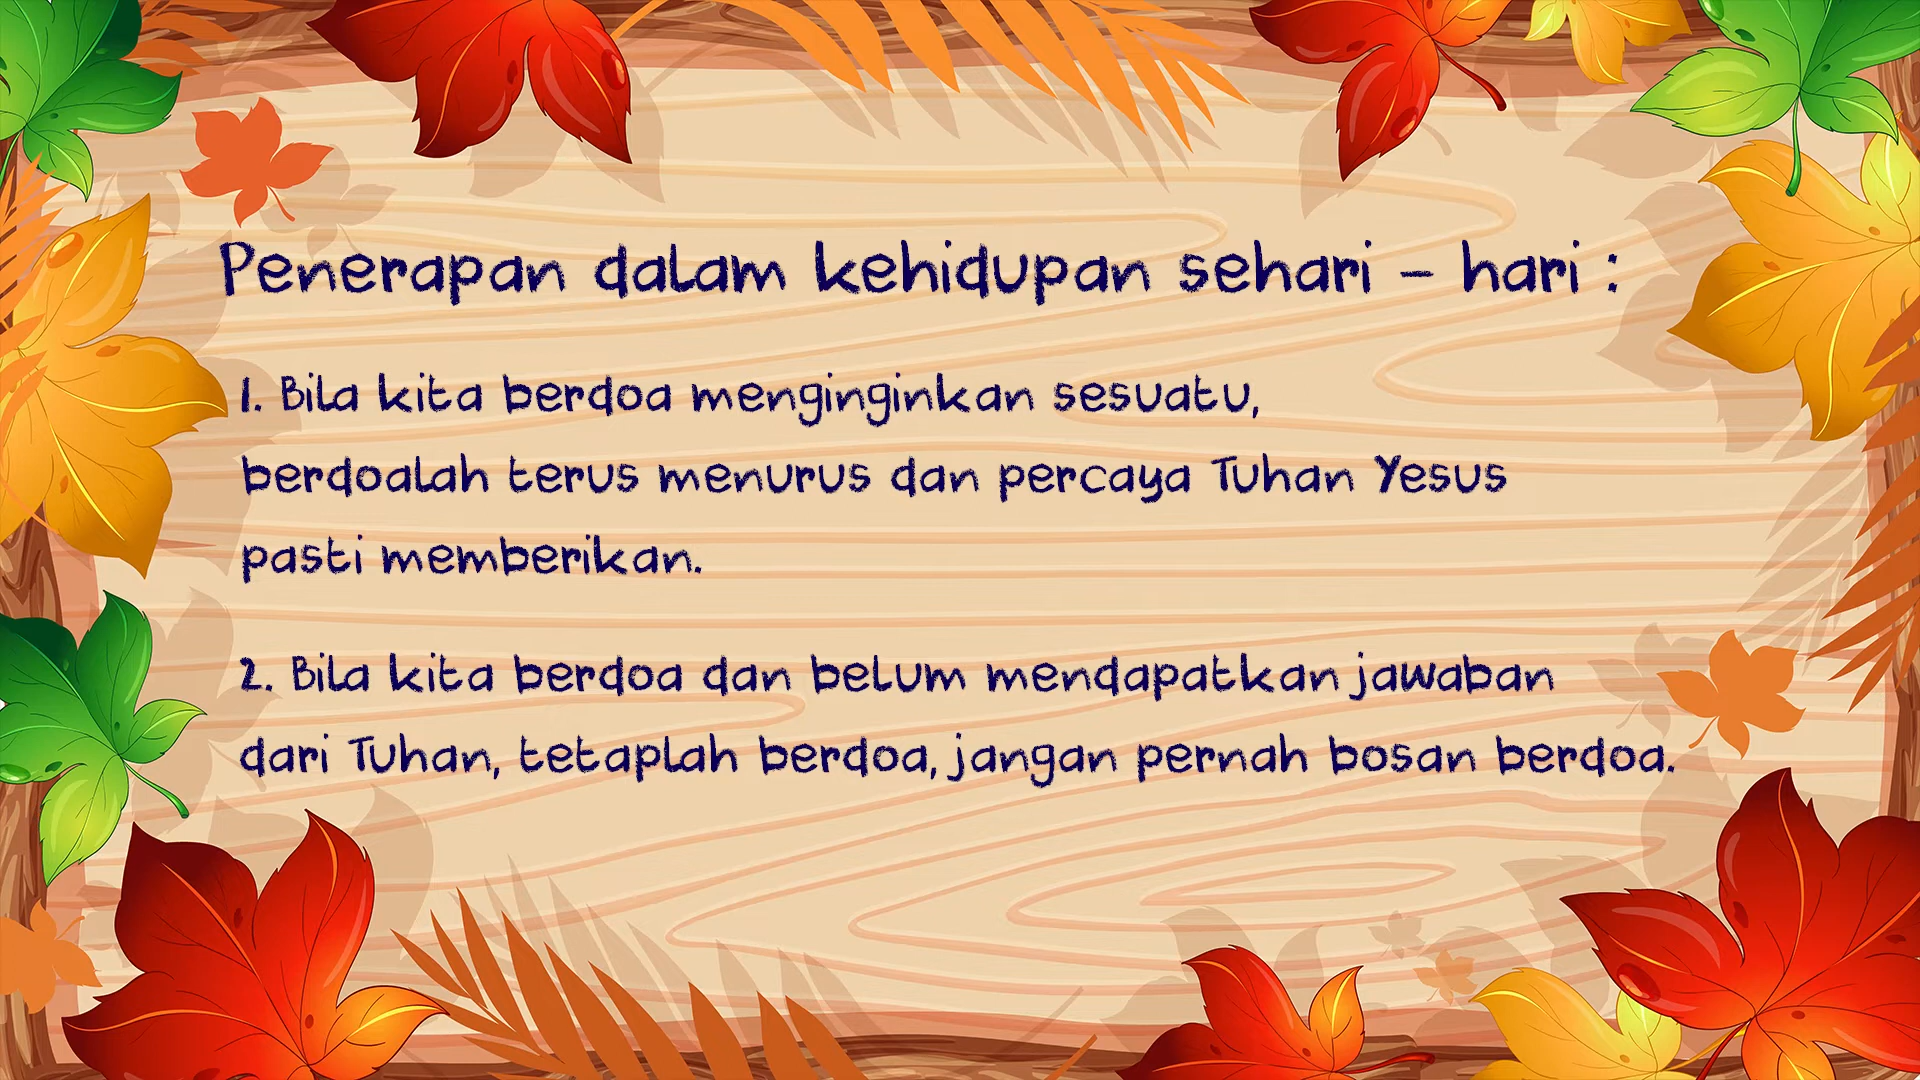 Penerapan dalam kehidupan sehari - hari :
1. Bila kita berdoa menginginkan sesuatu,
berdoalah terus menurus dan percaya Tuhan Yesus
pasti memberikan.
2. Bila kita berdoa dan belum mendapatkan jawaban
dari Tuhan, tetaplah berdoa, jangan pernah bosan berdoa.